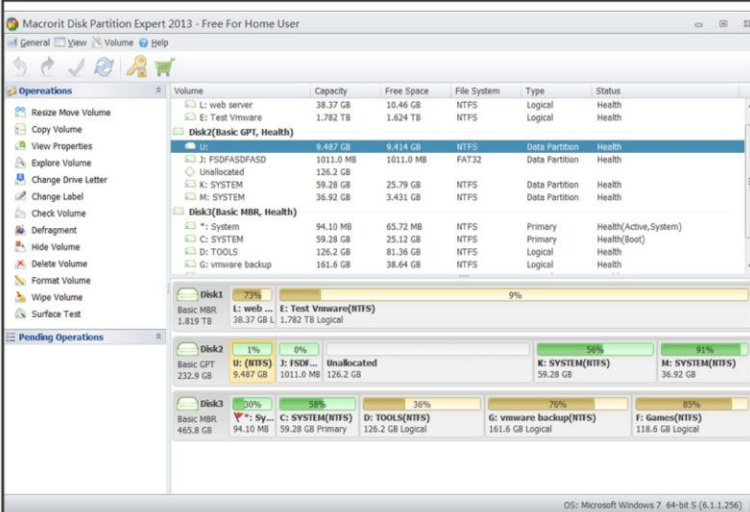 Macrorit Disk Partition Expert 2013 - Free For Home User
General View Volume Help
Opereations
Resize Move Volume
Copy Volume
View Properties
Explore Volume
Change Drive Letter
Change Label
Check Volume
Defragment
Hide Volume
Delete Volume
Format Volume
Wipe Volume
Surface Test
Pending Operations
Volume Capacity Free Space File System Type Status
L: web server 38.37 GB 10.46 GB NTFS Logical Health
E: Test Vmware 1.782 TB 1.624 TB NTFS Logical Health
Disk2(Basic GPT, Health)
U: 9.487 GB 9.414 GB NTFS Data Partition Health
J: FSDFASDFASD 1011.0 MB 1011.0 MB FAT32 Data Partition Health
Unallocated 126.2 GB
K: SYSTEM 59.28 GB 25.79 GB NTFS Data Partition Health
M: SYSTEM 36.92 GB 3.431 GB NTFS Data Partition Health
Disk3(Basic MBR, Health)
*: System 94.10 MB 65.72 MB NTFS Primary Health(Active,System)
C: SYSTEM 59.28 GB 25.12 GB NTFS Primary Health(Boot)
D: TOOLS 126.2 GB 81.36 GB NTFS Logical Health
G: vmware backup 161.6 GB 38.64 GB NTFS Logical Health
Disk1 73% 9%
Basic MBR L: web ... E: Test Vmware(NTFS)
1.819 TB 38.37 GB L 1.782 TB Logical
Disk2 1% 0% 56% 91%
Basic GPT U: (NTFS) J: FSDF... Unallocated K: SYSTEM(NTFS) M: SYSTEM(NTFS)
232.9 GB 9.487 GB 1011.0 MB 126.2 GB 59.28 GB 36.92 GB
Disk3 30% 58% 36% 76% 85%
Basic MBR *: Sy... C: SYSTEM(NTFS) D: TOOLS(NTFS) G: vmware backup(NTFS) F: Games(NTFS)
465.8 GB 94.10 MB 59.28 GB Primary 126.2 GB Logical 161.6 GB Logical 118.6 GB Logical
OS: Microsoft Windows 7 64-bit S (6.1.1.256)